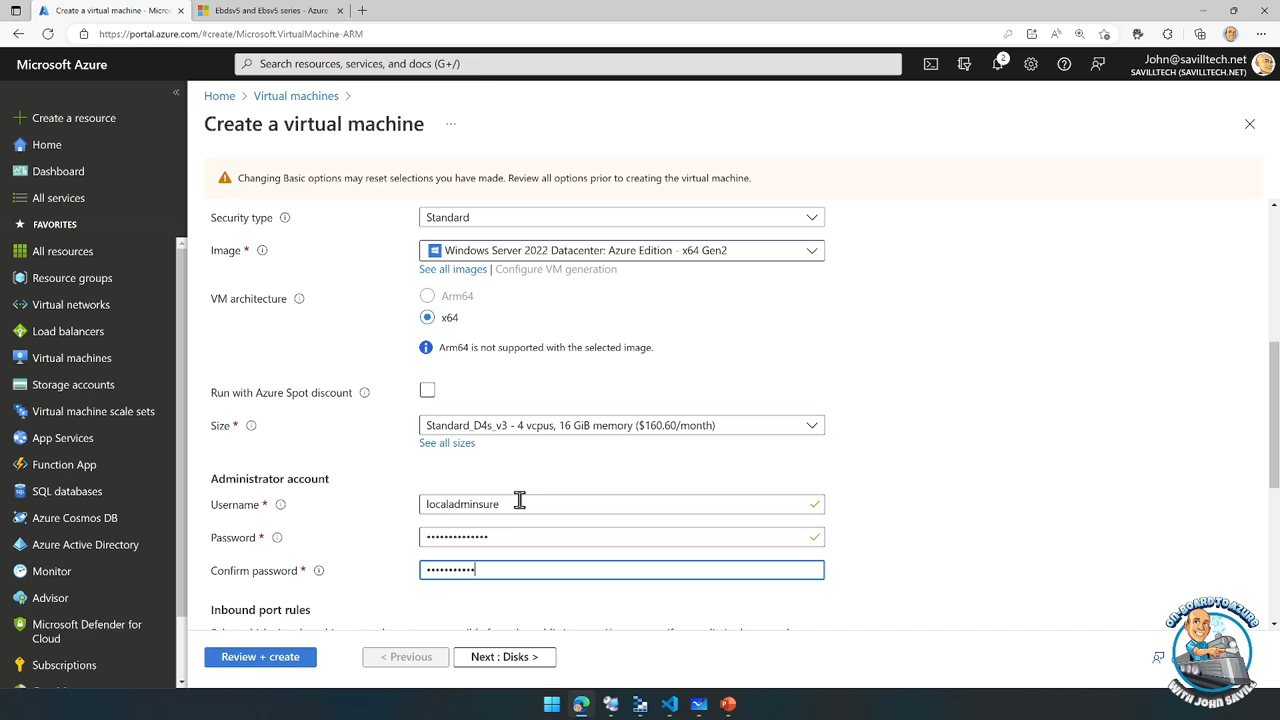 Create a virtual machine - Micros
Ebdsv5 and Ebsv5 series - Azure
https://portal.azure.com/#create/Microsoft.VirtualMachine-ARM
Microsoft Azure
Search resources, services, and docs (G+/)
2
John@savilltech.net
SAVILLTECH (SAVILLTECH.NET)
Create a resource
Home
Dashboard
All services
FAVORITES
All resources
Resource groups
Virtual networks
Load balancers
Virtual machines
Storage accounts
Virtual machine scale sets
App Services
Function App
SQL databases
Azure Cosmos DB
Azure Active Directory
Monitor
Advisor
Microsoft Defender for
Cloud
Subscriptions
Home > Virtual machines >
Create a virtual machine ...
Changing Basic options may reset selections you have made. Review all options prior to creating the virtual machine.
Security type
Standard
Image *
Windows Server 2022 Datacenter: Azure Edition - x64 Gen2
See all images | Configure VM generation
VM architecture
Arm64
x64
Arm64 is not supported with the selected image.
Run with Azure Spot discount
Size *
Standard_D4s_v3 - 4 vcpus, 16 GiB memory ($160.60/month)
See all sizes
Administrator account
Username *
localadminsure
Password *
••••••••••••••
Confirm password *
•••••••••••
Inbound port rules
Review + create
< Previous
Next : Disks >
ON-BOARD TO AZURE
WITH JOHN SAVILL